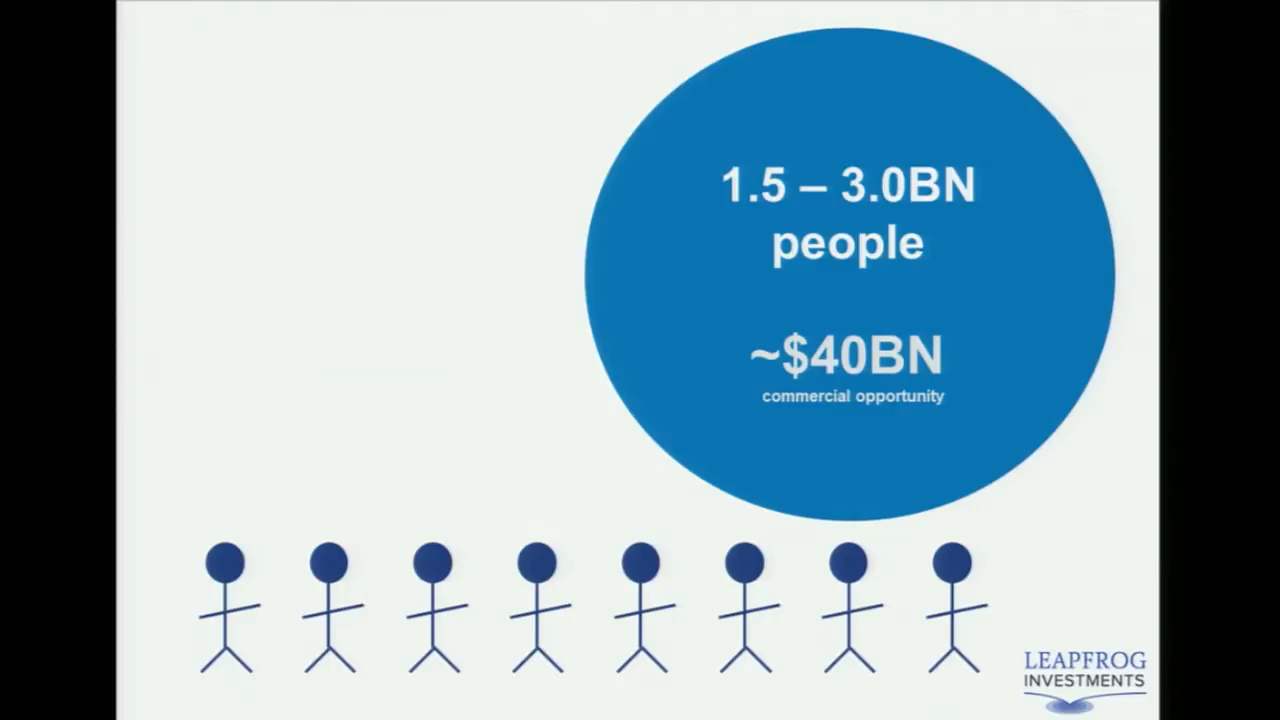 1.5 – 3.0BN
people
~$40BN
commercial opportunity
LEAPFROG
INVESTMENTS